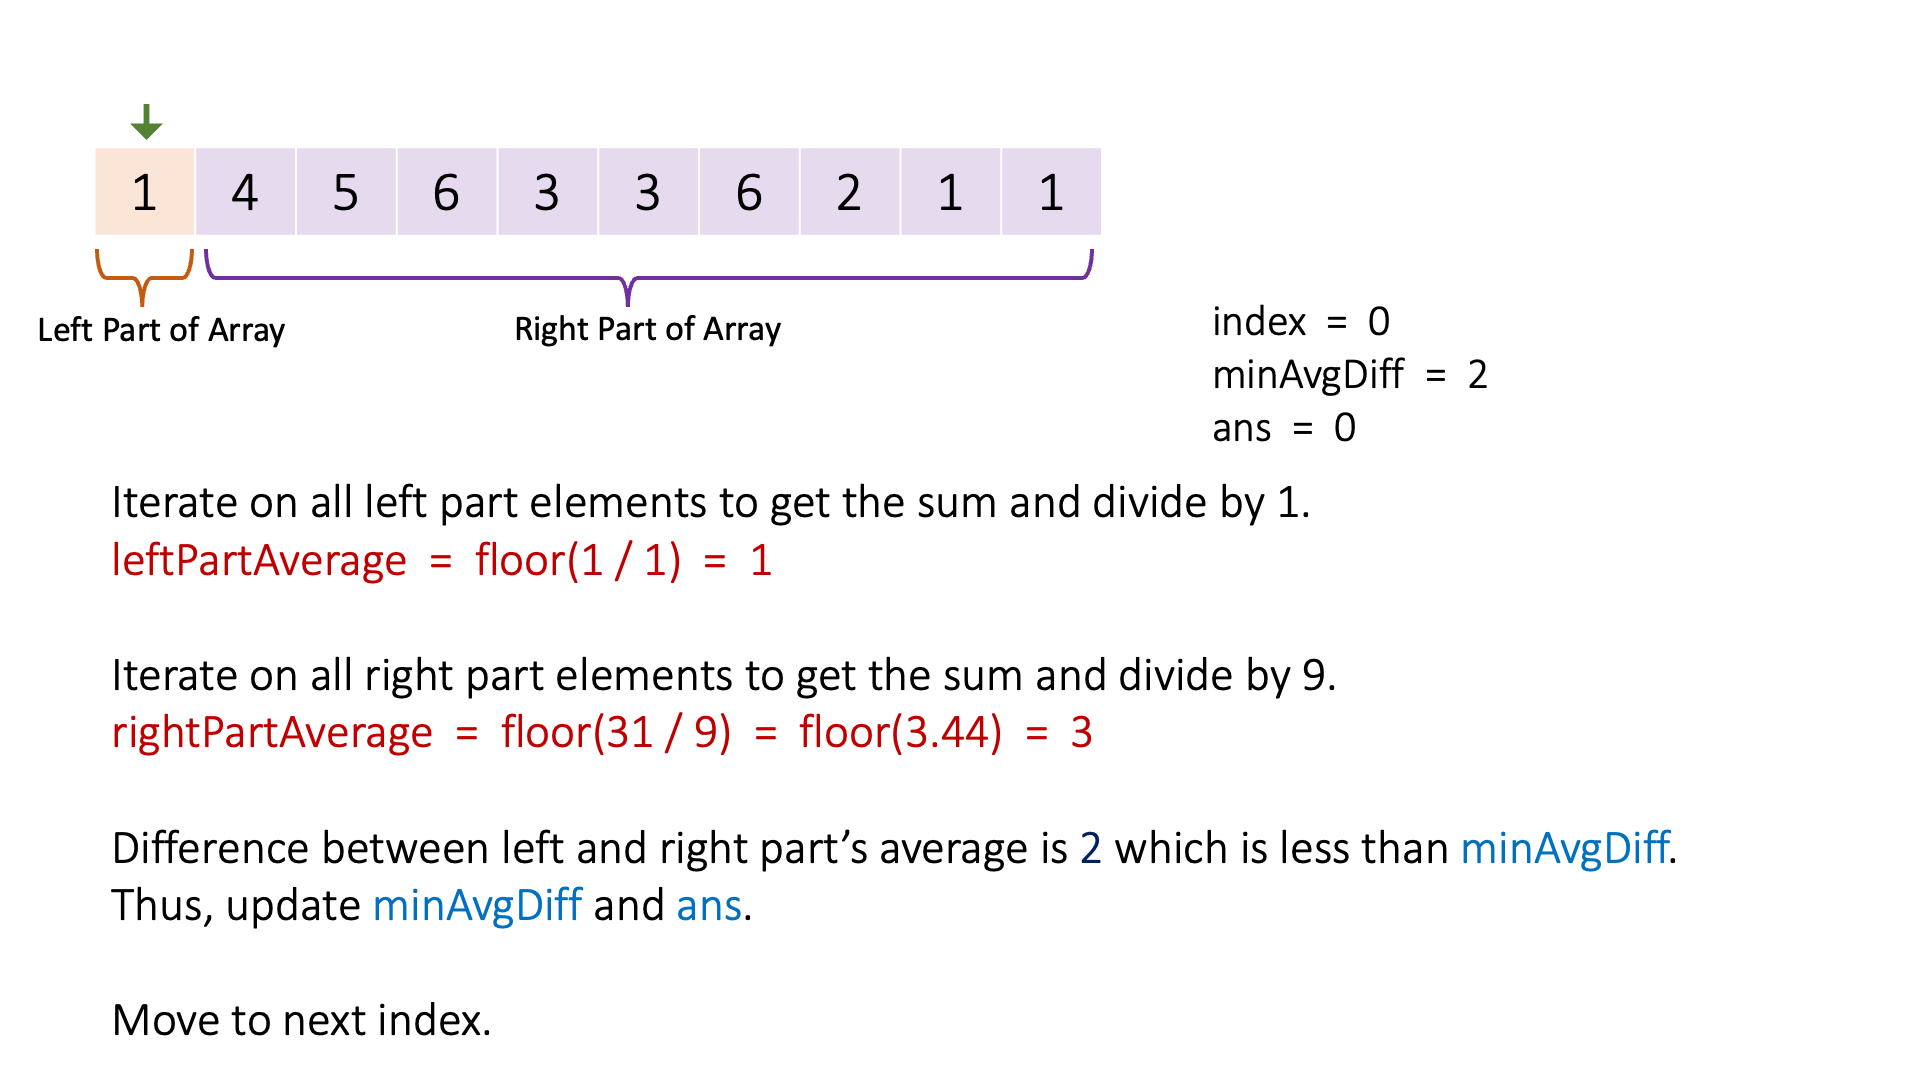 1 4 5 6 3 3 6 2 1 1
Left Part of Array
Right Part of Array
index = 0
minAvgDiff = 2
ans = 0
Iterate on all left part elements to get the sum and divide by 1.
leftPartAverage = floor(1 / 1) = 1
Iterate on all right part elements to get the sum and divide by 9.
rightPartAverage = floor(31 / 9) = floor(3.44) = 3
Difference between left and right part’s average is 2 which is less than minAvgDiff.
Thus, update minAvgDiff and ans.
Move to next index.